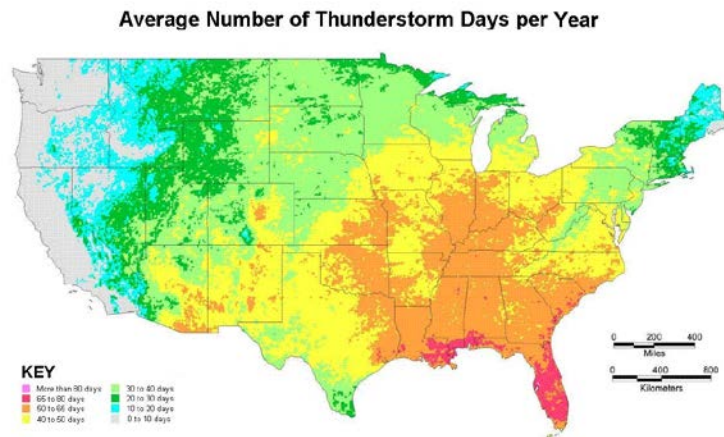 Average Number of Thunderstorm Days per Year
KEY
More than 80 days
65 to 80 days
50 to 65 days
40 to 50 days
30 to 40 days
20 to 30 days
10 to 20 days
0 to 10 days
0 200 400
Miles
0 400 800
Kilometers